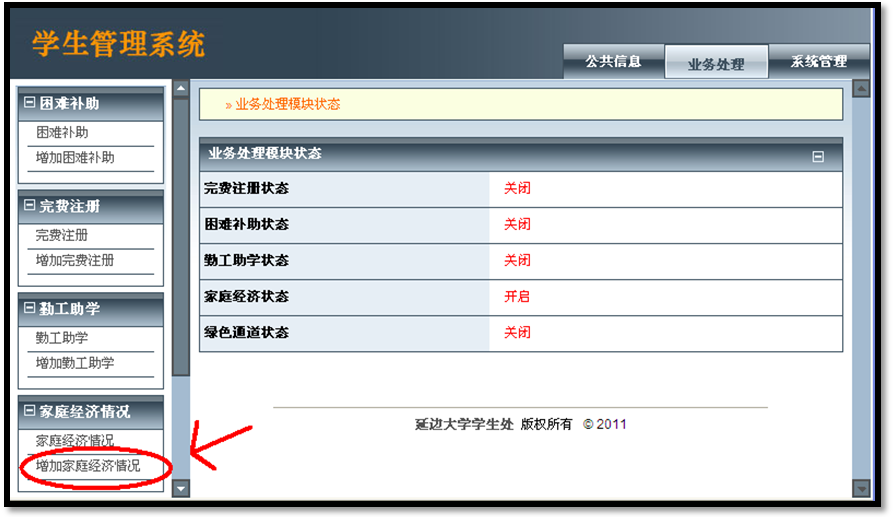 学生管理系统
公共信息 业务处理 系统管理
困难补助
困难补助
增加困难补助
完费注册
完费注册
增加完费注册
勤工助学
勤工助学
增加勤工助学
家庭经济情况
家庭经济情况
增加家庭经济情况
» 业务处理模块状态
业务处理模块状态
完费注册状态 关闭
困难补助状态 关闭
勤工助学状态 关闭
家庭经济状态 开启
绿色通道状态 关闭
延边大学学生处 版权所有 © 2011